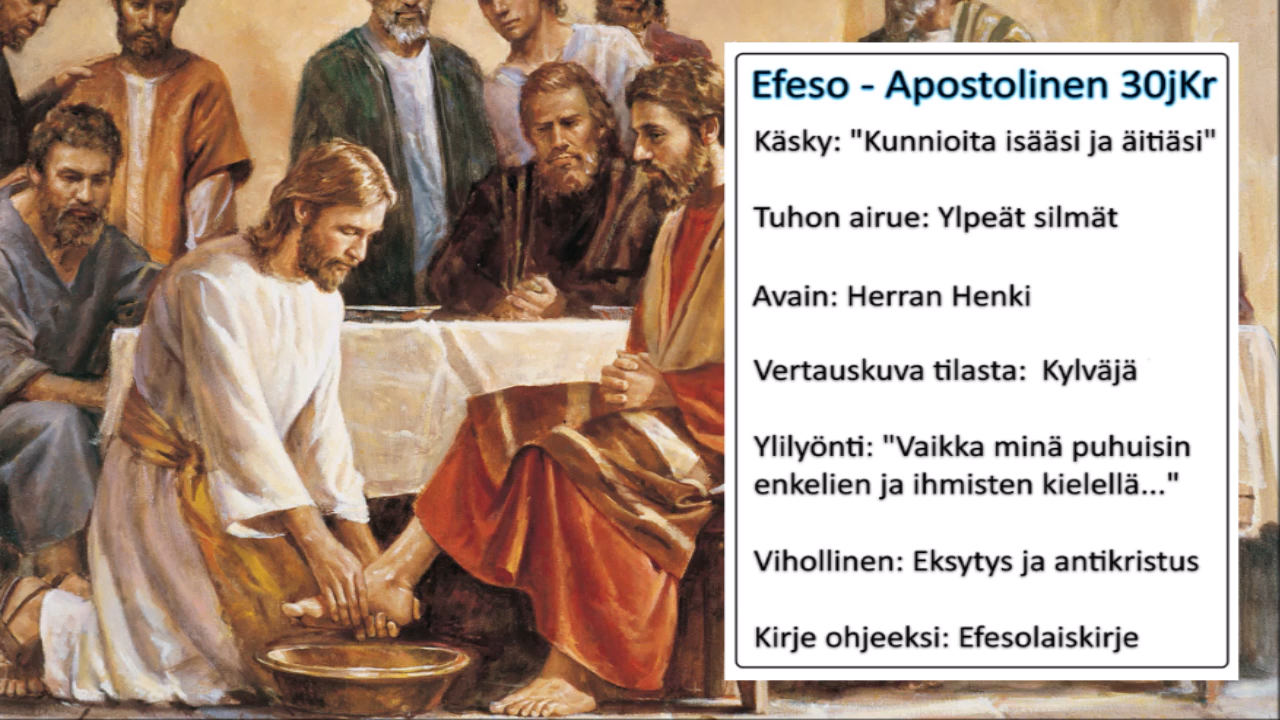 Efeso - Apostolinen 30jKr
Käsky: "Kunnioita isääsi ja äitiäsi"
Tuhon airue: Ylpeät silmät
Avain: Herran Henki
Vertauskuva tilasta: Kylväjä
Ylilyönti: "Vaikka minä puhuisin
enkelien ja ihmisten kielellä..."
Vihollinen: Eksytys ja antikristus
Kirje ohjeeksi: Efesolaiskirje